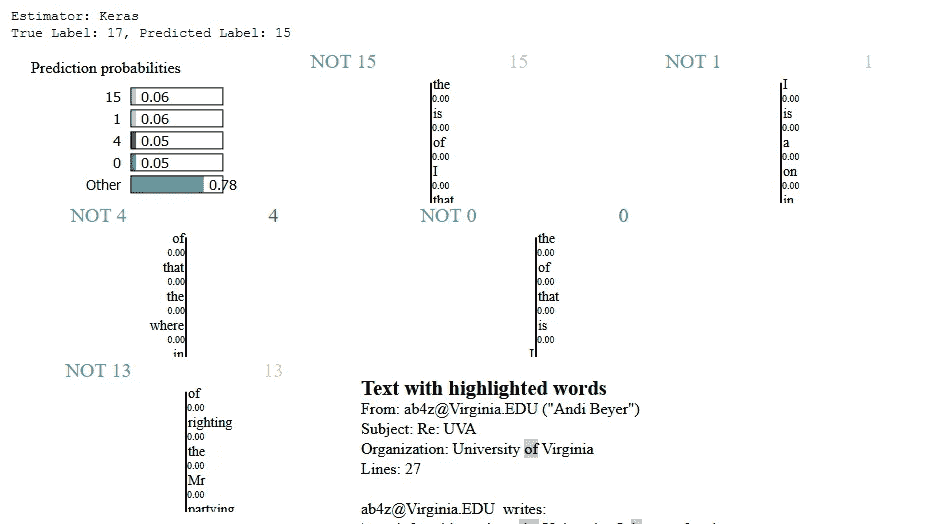 Estimator: Keras
True Label: 17, Predicted Label: 15
Prediction probabilities
15 0.06
1 0.06
4 0.05
0 0.05
Other 0.78
NOT 15 15
the
0.00
is
0.00
of
0.00
I
0.00
that
NOT 1 1
I
0.00
is
0.00
a
0.00
on
0.00
in
NOT 4 4
of
0.00
that
0.00
the
0.00
where
0.00
in
NOT 0 0
the
0.00
of
0.00
that
0.00
is
0.00
I
NOT 13 13
of
0.00
righting
0.00
the
0.00
Mr
0.00
partying
Text with highlighted words
From: ab4z@Virginia.EDU ("Andi Beyer")
Subject: Re: UVA
Organization: University of Virginia
Lines: 27
ab4z@Virginia.EDU writes: